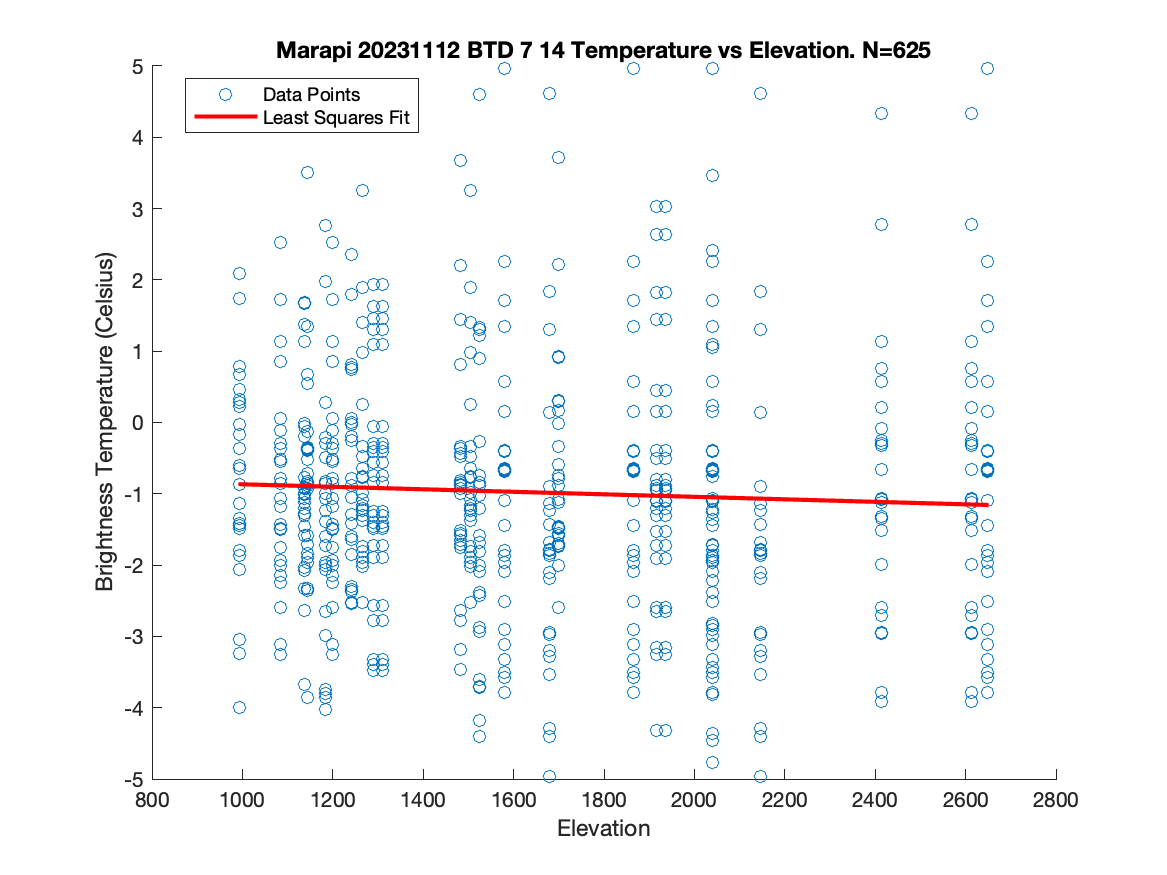 Marapi 20231112 BTD 7 14 Temperature vs Elevation. N=625
Data Points
Least Squares Fit
Brightness Temperature (Celsius)
5
4
3
2
1
0
-1
-2
-3
-4
-5
800 1000 1200 1400 1600 1800 2000 2200 2400 2600 2800
Elevation